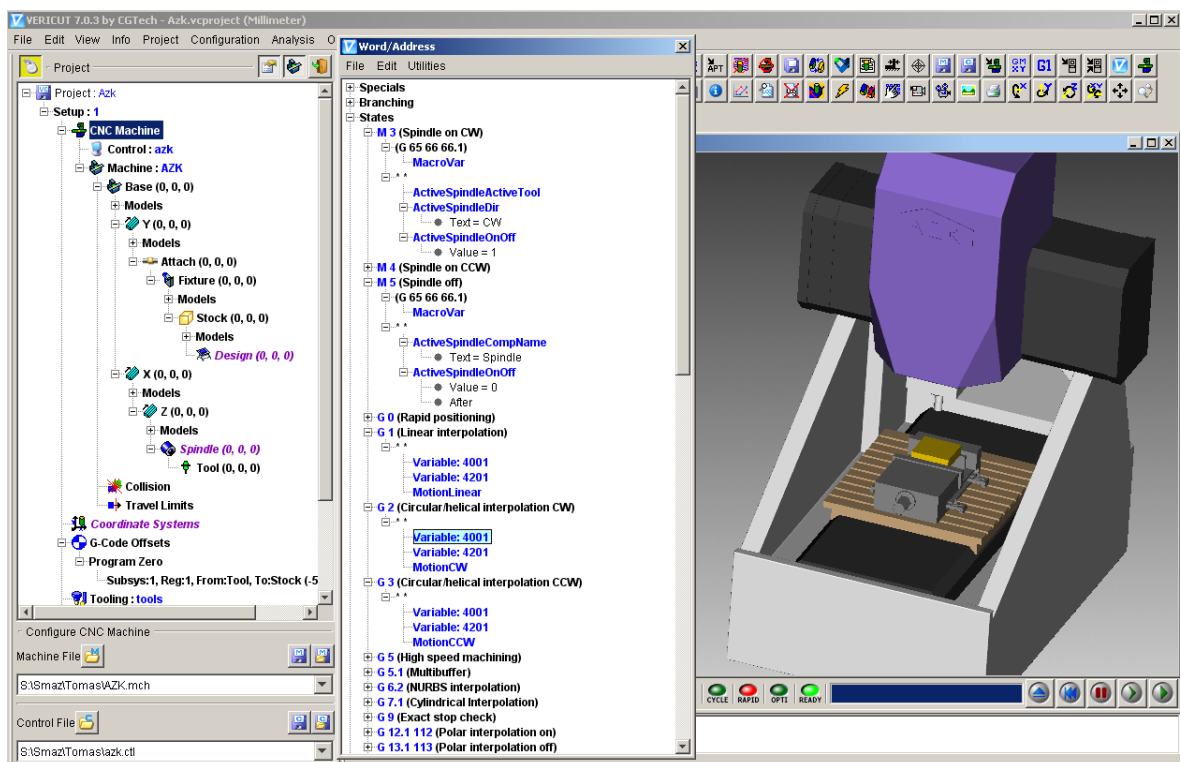 VERICUT 7.0.3 by CGTech - Azk.vcproject (Millimeter)
File Edit View Info Project Configuration Analysis O
Project
Project : Azk
Setup : 1
CNC Machine
Control : azk
Machine : AZK
Base (0, 0, 0)
Models
Y (0, 0, 0)
Models
Attach (0, 0, 0)
Fixture (0, 0, 0)
Models
Stock (0, 0, 0)
Models
Design (0, 0, 0)
X (0, 0, 0)
Models
Z (0, 0, 0)
Models
Spindle (0, 0, 0)
Tool (0, 0, 0)
Collision
Travel Limits
Coordinate Systems
G-Code Offsets
Program Zero
Subsys:1, Reg:1, From:Tool, To:Stock (-5
Tooling : tools
Configure CNC Machine
Machine File
S:\Smaz\Tomas\AZK.mch
Control File
S:\Smaz\Tomas\azk.ctl
Word/Address
File Edit Utilities
Specials
Branching
States
M 3 (Spindle on CW)
(G 65 66 66.1)
MacroVar
* *
ActiveSpindleActiveTool
ActiveSpindleDir
Text = CW
ActiveSpindleOnOff
Value = 1
M 4 (Spindle on CCW)
M 5 (Spindle off)
(G 65 66 66.1)
MacroVar
* *
ActiveSpindleCompName
Text = Spindle
ActiveSpindleOnOff
Value = 0
After
G 0 (Rapid positioning)
G 1 (Linear interpolation)
* *
Variable: 4001
Variable: 4201
MotionLinear
G 2 (Circular/helical interpolation CW)
* *
Variable: 4001
Variable: 4201
MotionCW
G 3 (Circular/helical interpolation CCW)
* *
Variable: 4001
Variable: 4201
MotionCCW
G 5 (High speed machining)
G 5.1 (Multibuffer)
G 6.2 (NURBS interpolation)
G 7.1 (Cylindrical Interpolation)
G 9 (Exact stop check)
G 12.1 112 (Polar interpolation on)
G 13.1 113 (Polar interpolation off)
APT
G1
AZK
CYCLE RAPID OPTI READY